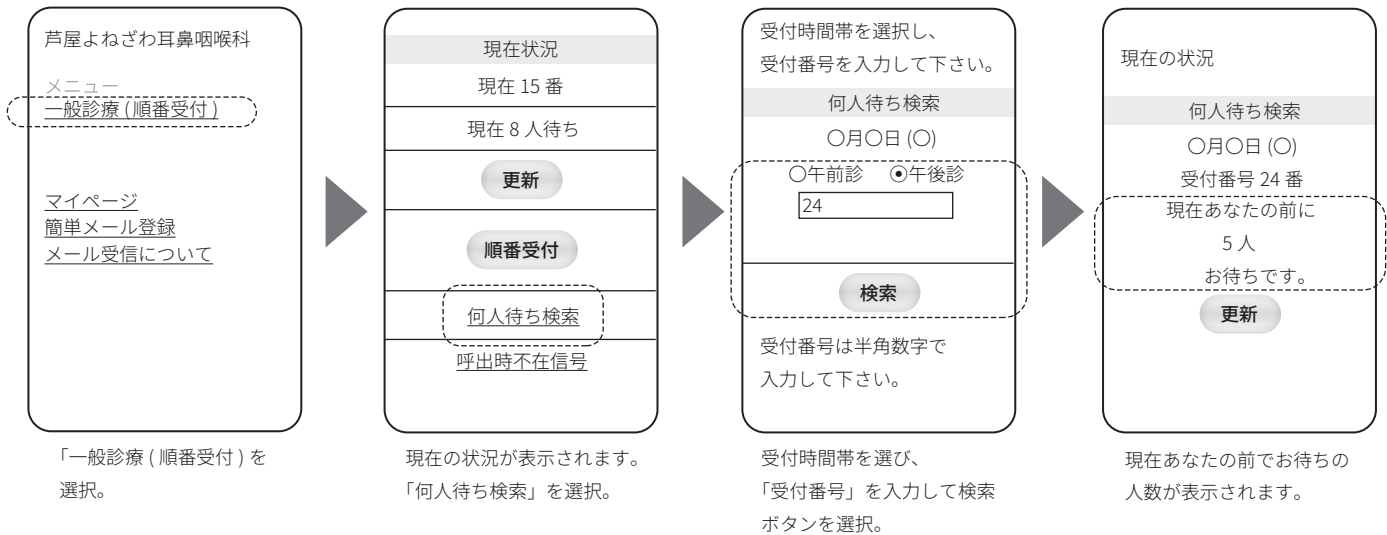 芦屋よねざわ耳鼻咽喉科
メニュー
一般診療 ( 順番受付 )
マイページ
簡単メール登録
メール受信について
「一般診療 ( 順番受付 ) を
選択。
現在状況
現在 15 番
現在 8 人待ち
更新
順番受付
何人待ち検索
呼出時不在信号
現在の状況が表示されます。
「何人待ち検索」を選択。
受付時間帯を選択し、
受付番号を入力して下さい。
何人待ち検索
〇月〇日 (〇)
○午前診 ◉午後診
24
検索
受付番号は半角数字で
入力して下さい。
受付時間帯を選び、
「受付番号」を入力して検索
ボタンを選択。
現在の状況
何人待ち検索
〇月〇日 (〇)
受付番号 24 番
現在あなたの前に
5 人
お待ちです。
更新
現在あなたの前でお待ちの
人数が表示されます。